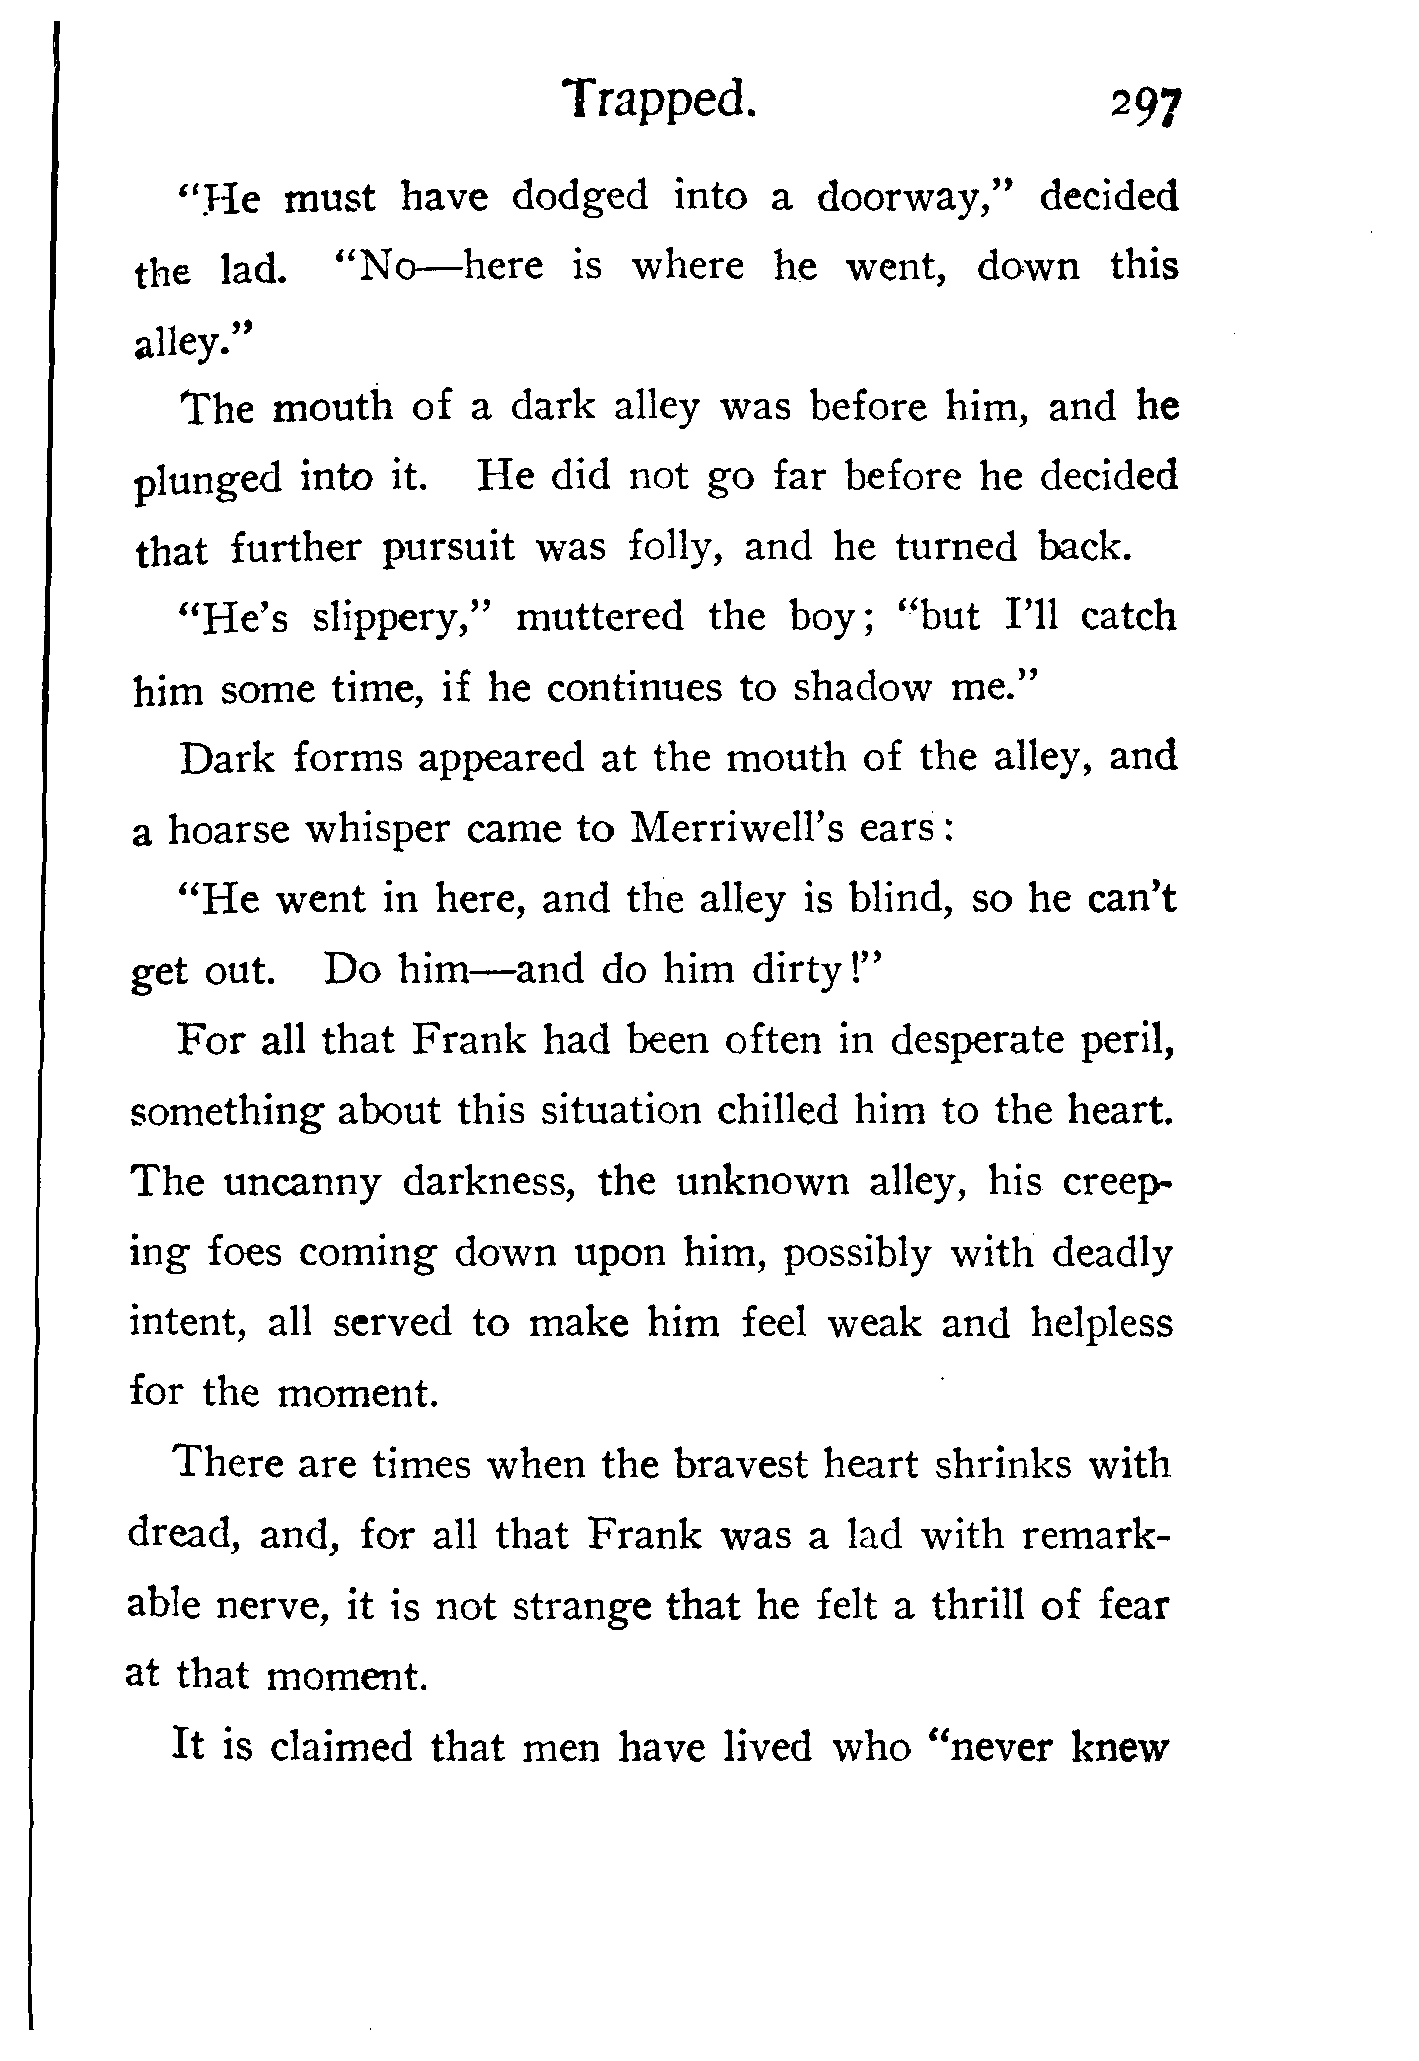 Trapped. 297
"He must have dodged into a doorway," decided
the lad. "No—here is where he went, down this
alley."
The mouth of a dark alley was before him, and he
plunged into it. He did not go far before he decided
that further pursuit was folly, and he turned back.
"He's slippery," muttered the boy; "but I'll catch
him some time, if he continues to shadow me."
Dark forms appeared at the mouth of the alley, and
a hoarse whisper came to Merriwell's ears:
"He went in here, and the alley is blind, so he can't
get out. Do him—and do him dirty!"
For all that Frank had been often in desperate peril,
something about this situation chilled him to the heart.
The uncanny darkness, the unknown alley, his creep-
ing foes coming down upon him, possibly with deadly
intent, all served to make him feel weak and helpless
for the moment.
There are times when the bravest heart shrinks with
dread, and, for all that Frank was a lad with remark-
able nerve, it is not strange that he felt a thrill of fear
at that moment.
It is claimed that men have lived who "never knew